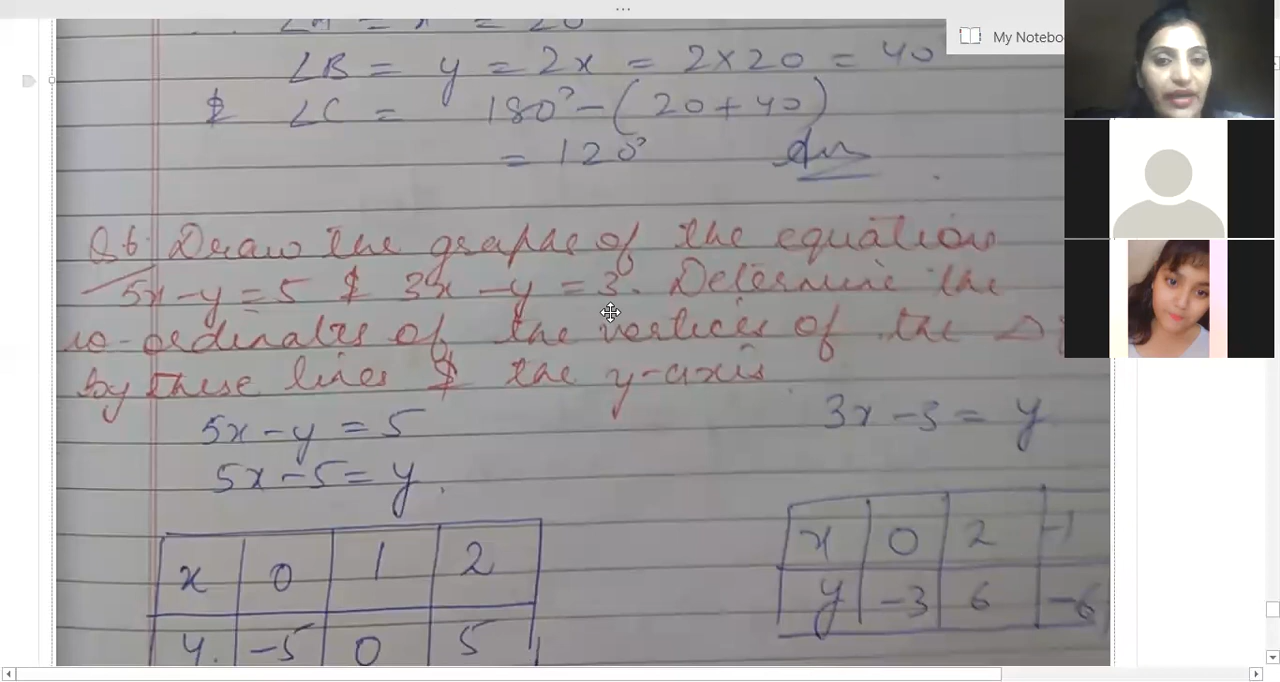 ∠A = x = 20
My Notebo
∠B = y = 2x = 2×20 = 40
& ∠C = 180° - (20 + 40)
= 120° Ans
Q6. Draw the graphs of the equations
5x - y = 5 & 3x - y = 3. Determine the
co-ordinates of the vertices of the Δ
by these lines & the y-axis
5x - y = 5
3x - 3 = y
5x - 5 = y.
x 0 1 2
x 0 2 -1
y -3 6 -6
y. -5 0 5